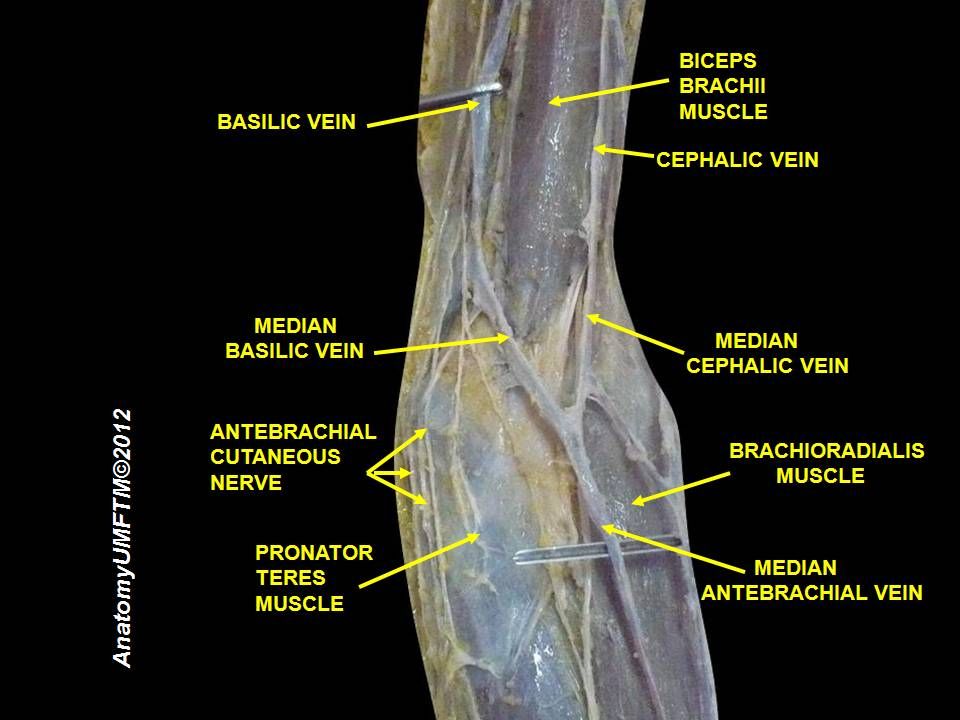 BICEPS
BRACHII
MUSCLE
BASILIC VEIN
CEPHALIC VEIN
MEDIAN
BASILIC VEIN
MEDIAN
CEPHALIC VEIN
ANTEBRACHIAL
CUTANEOUS
NERVE
BRACHIORADIALIS
MUSCLE
PRONATOR
TERES
MUSCLE
MEDIAN
ANTEBRACHIAL VEIN
AnatomyUMFTM©2012